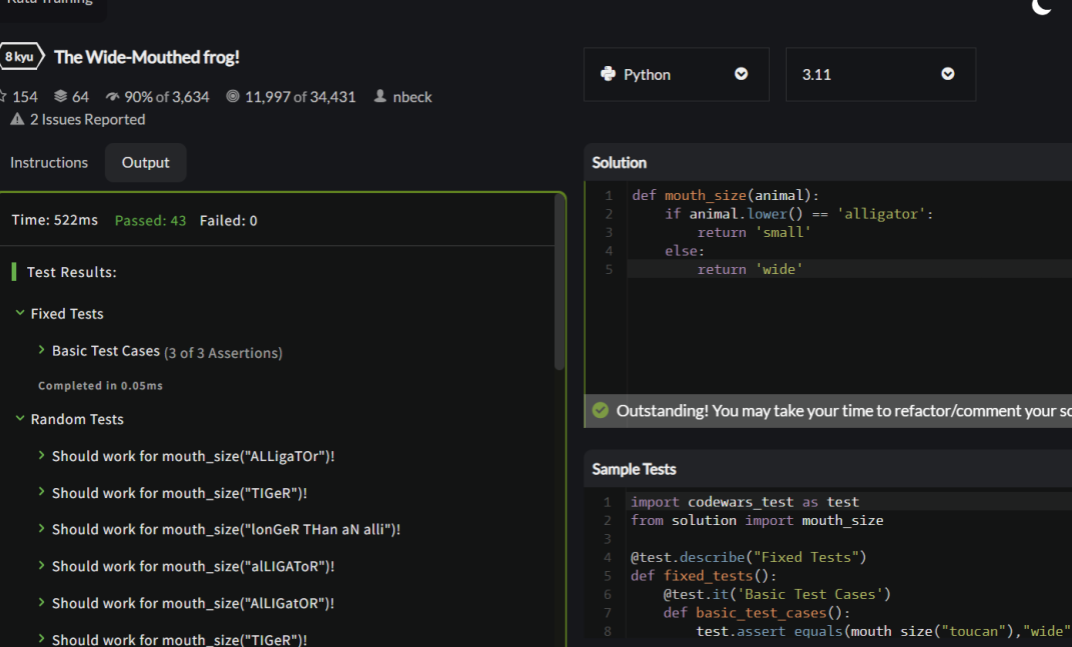 Kata Training
8 kyu The Wide-Mouthed frog!
154 64 90% of 3,634 11,997 of 34,431 nbeck
2 Issues Reported
Instructions Output
Time: 522ms Passed: 43 Failed: 0
Test Results:
Fixed Tests
Basic Test Cases (3 of 3 Assertions)
Completed in 0.05ms
Random Tests
Should work for mouth_size("ALLigaTOr")!
Should work for mouth_size("TIGeR")!
Should work for mouth_size("lonGeR THan aN alli")!
Should work for mouth_size("alLIGAToR")!
Should work for mouth_size("AlLIGatOR")!
Should work for mouth_size("TIGeR")!
Python 3.11
Solution
1 def mouth_size(animal):
2 if animal.lower() == 'alligator':
3 return 'small'
4 else:
5 return 'wide'
Outstanding! You may take your time to refactor/comment your so
Sample Tests
1 import codewars_test as test
2 from solution import mouth_size
3
4 @test.describe("Fixed Tests")
5 def fixed_tests():
6 @test.it('Basic Test Cases')
7 def basic_test_cases():
8 test.assert_equals(mouth_size("toucan"),"wide"